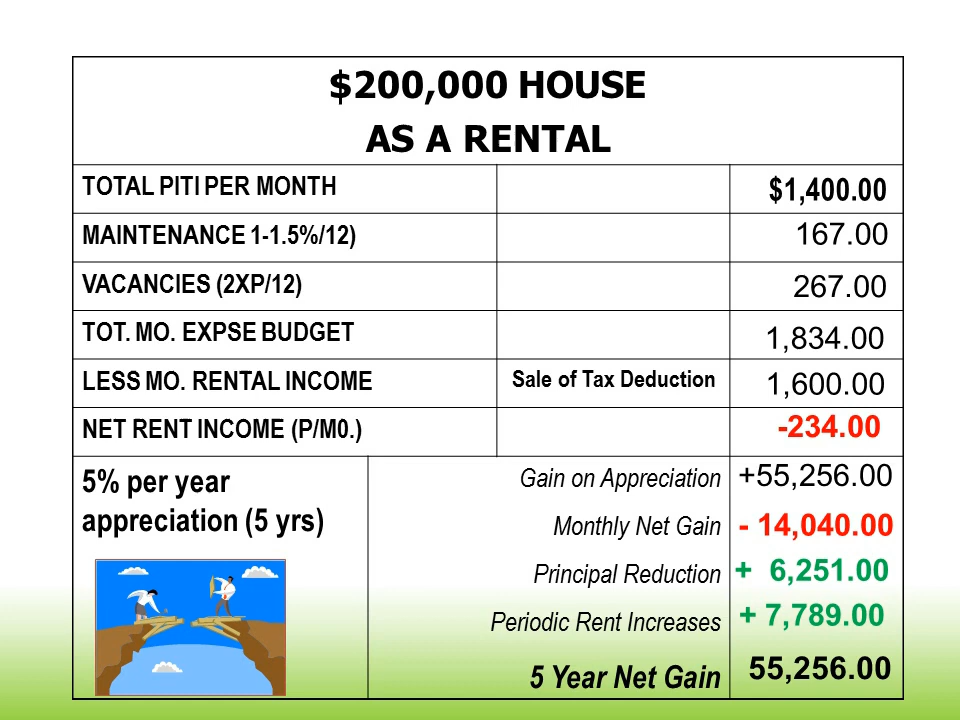 $200,000 HOUSE
AS A RENTAL
TOTAL PITI PER MONTH $1,400.00
MAINTENANCE 1-1.5%/12) 167.00
VACANCIES (2XP/12) 267.00
TOT. MO. EXPSE BUDGET 1,834.00
LESS MO. RENTAL INCOME Sale of Tax Deduction 1,600.00
NET RENT INCOME (P/M0.) -234.00
5% per year
appreciation (5 yrs)
Gain on Appreciation +55,256.00
Monthly Net Gain - 14,040.00
Principal Reduction + 6,251.00
Periodic Rent Increases + 7,789.00
5 Year Net Gain 55,256.00